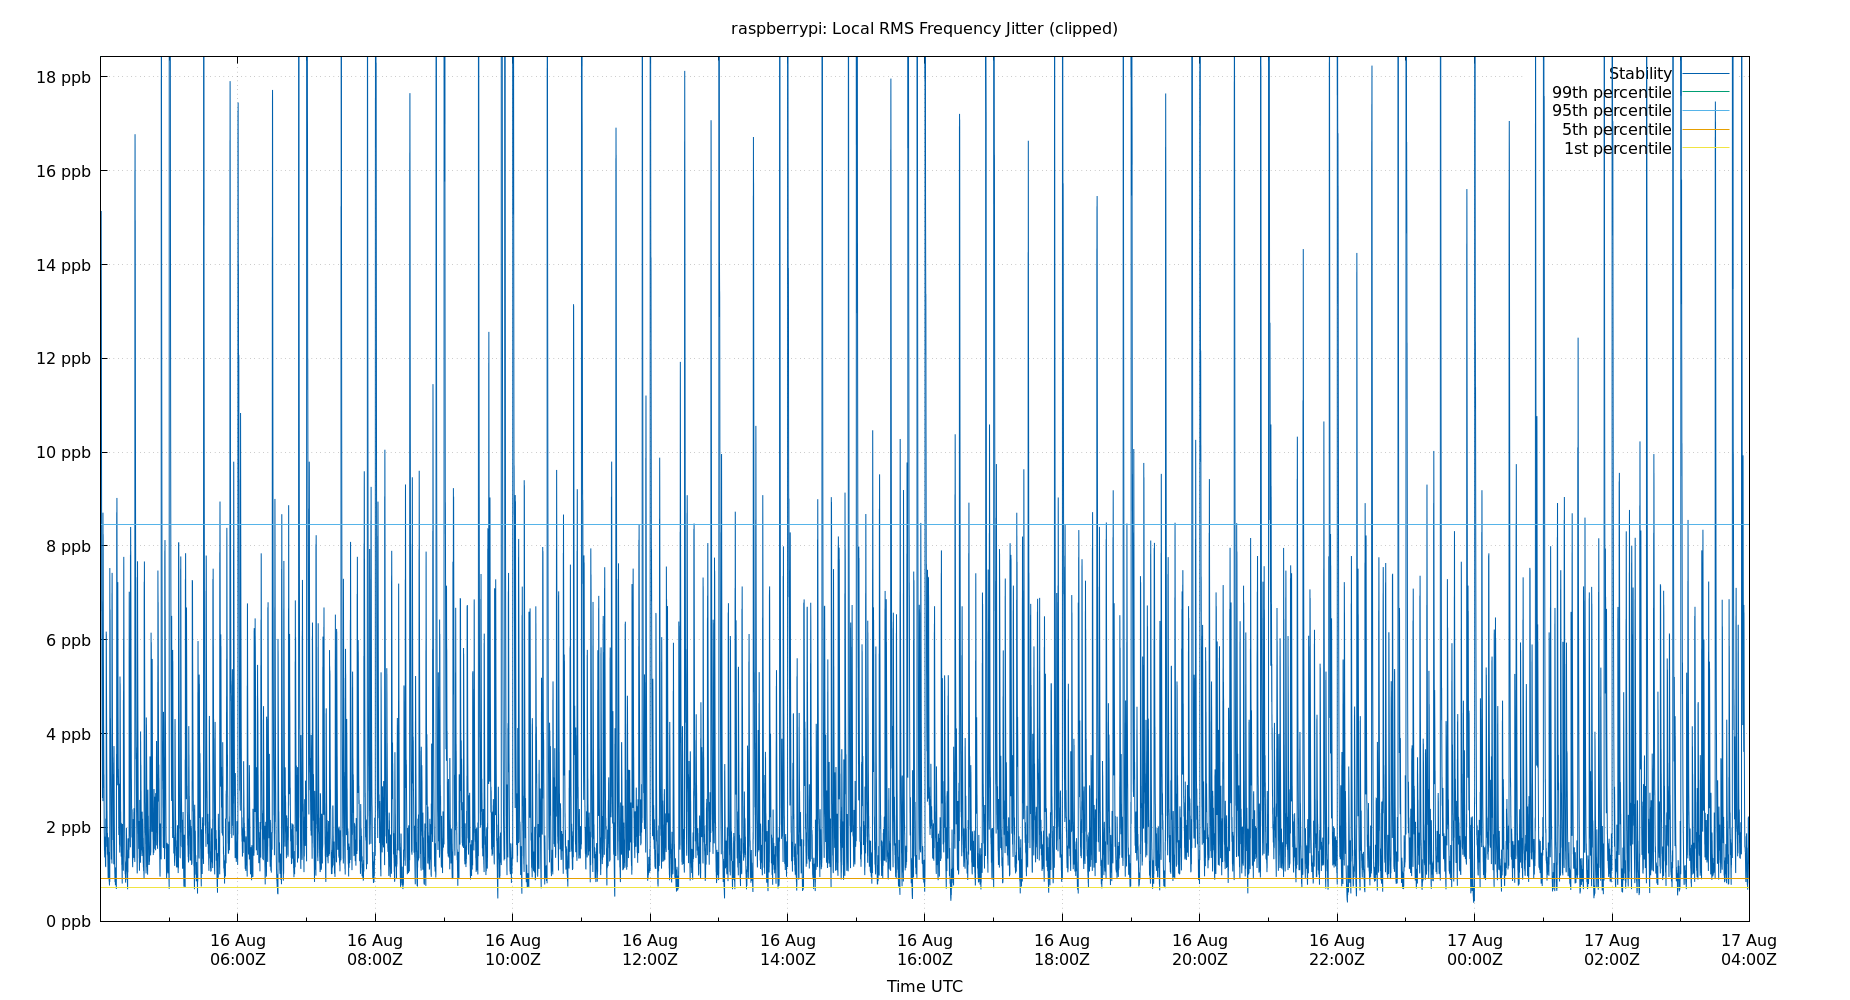 raspberrypi: Local RMS Frequency Jitter (clipped)
18 ppb
16 ppb
14 ppb
12 ppb
10 ppb
8 ppb
6 ppb
4 ppb
2 ppb
0 ppb
Stability
99th percentile
95th percentile
5th percentile
1st percentile
16 Aug 16 Aug 16 Aug 16 Aug 16 Aug 16 Aug 16 Aug 16 Aug 16 Aug 17 Aug 17 Aug 17 Aug
06:00Z 08:00Z 10:00Z 12:00Z 14:00Z 16:00Z 18:00Z 20:00Z 22:00Z 00:00Z 02:00Z 04:00Z
Time UTC